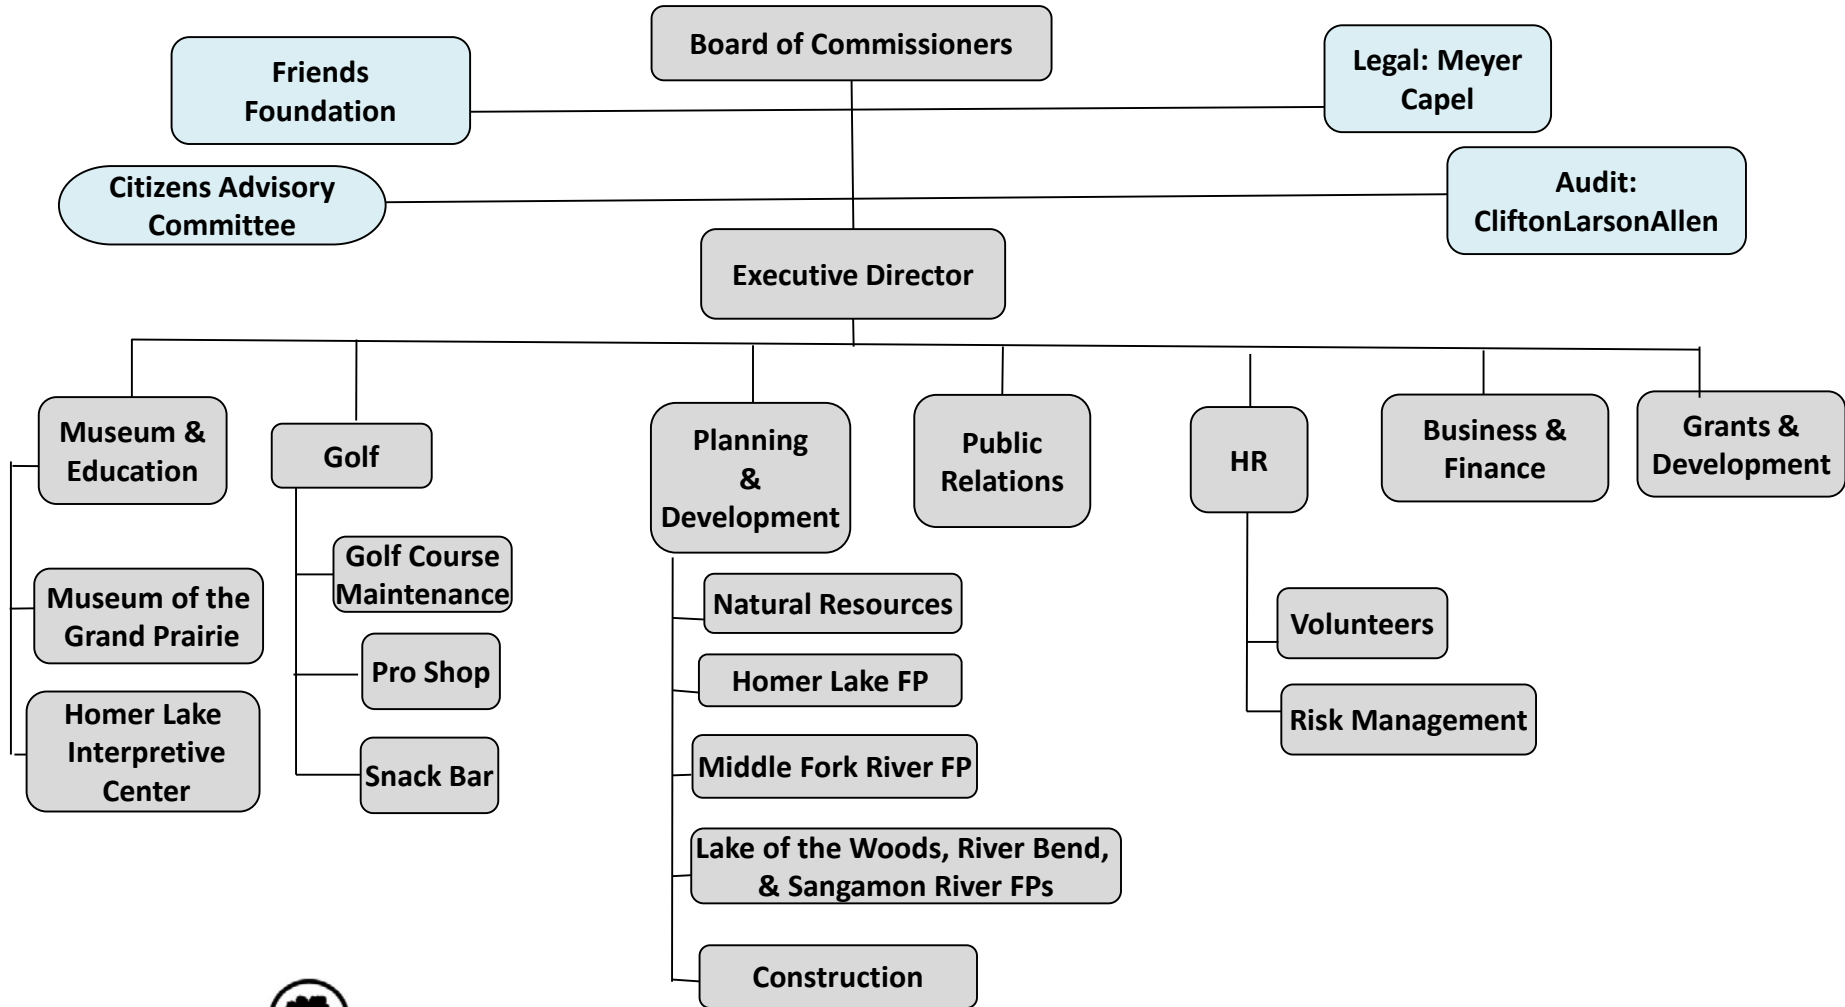 Board of Commissioners
Friends
Foundation
Legal: Meyer
Capel
Citizens Advisory
Committee
Audit:
CliftonLarsonAllen
Executive Director
Museum &
Education
Golf
Planning
&
Development
Public
Relations
HR
Business &
Finance
Grants &
Development
Golf Course
Maintenance
Museum of the
Grand Prairie
Pro Shop
Homer Lake
Interpretive
Center
Snack Bar
Natural Resources
Homer Lake FP
Middle Fork River FP
Lake of the Woods, River Bend,
& Sangamon River FPs
Construction
Volunteers
Risk Management